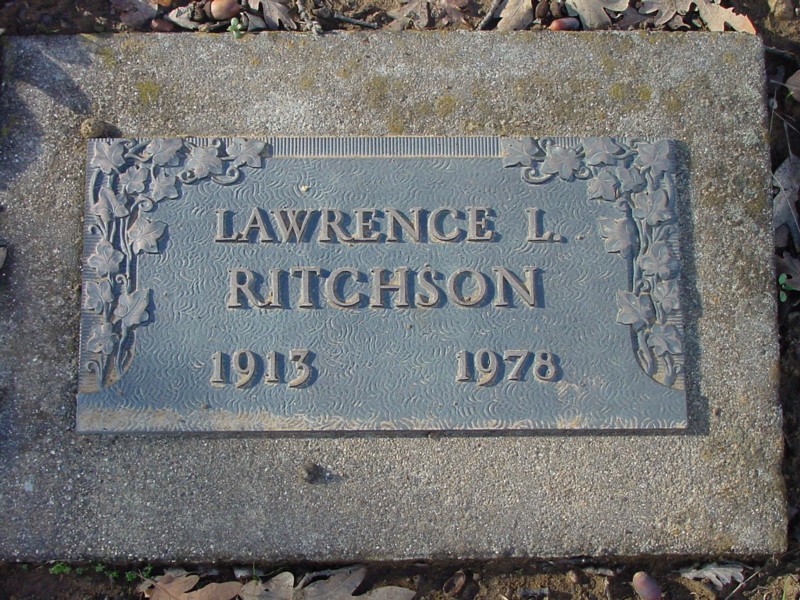 LAWRENCE L.
RITCHSON
1913 1978